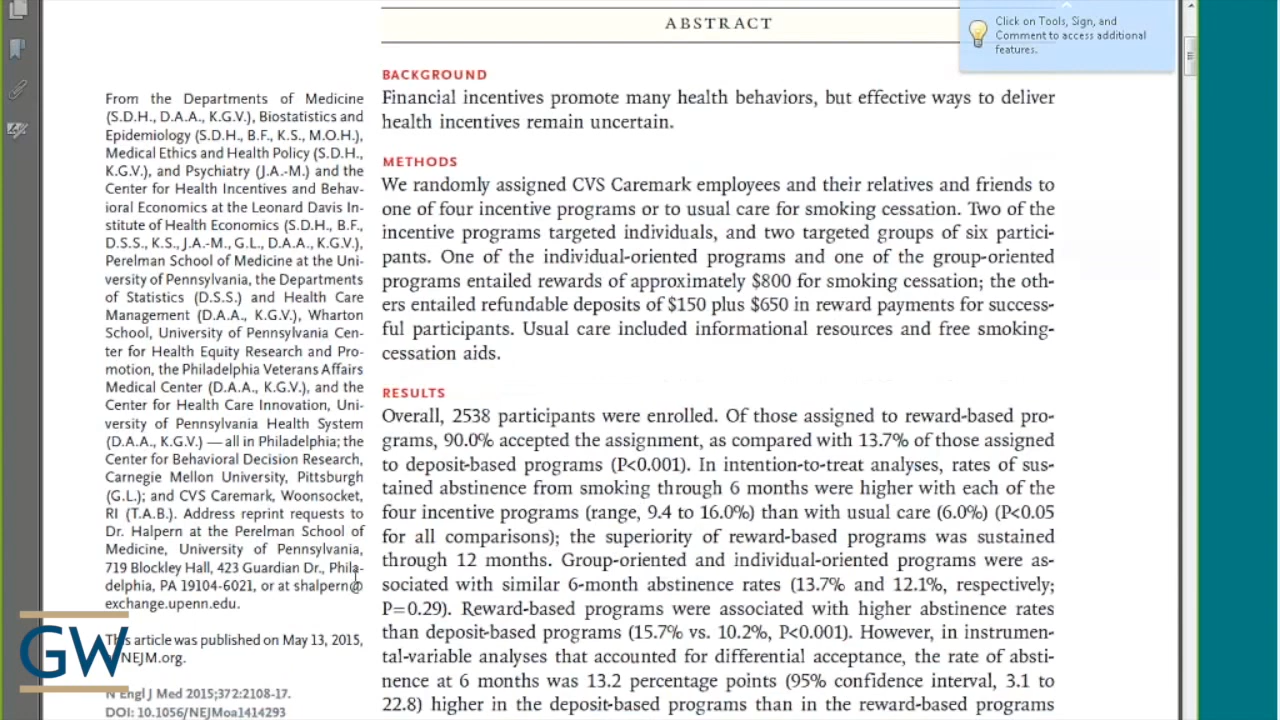 ABSTRACT
Click on Tools, Sign, and
Comment to access additional
features.
From the Departments of Medicine
(S.D.H., D.A.A., K.G.V.), Biostatistics and
Epidemiology (S.D.H., B.F., K.S., M.O.H.),
Medical Ethics and Health Policy (S.D.H.,
K.G.V.), and Psychiatry (J.A.-M.) and the
Center for Health Incentives and Behav-
ioral Economics at the Leonard Davis In-
stitute of Health Economics (S.D.H., B.F.,
D.S.S., K.S., J.A.-M., G.L., D.A.A., K.G.V.),
Perelman School of Medicine at the Uni-
versity of Pennsylvania, the Departments
of Statistics (D.S.S.) and Health Care
Management (D.A.A., K.G.V.), Wharton
School, University of Pennsylvania Cen-
ter for Health Equity Research and Pro-
motion, the Philadelphia Veterans Affairs
Medical Center (D.A.A., K.G.V.), and the
Center for Health Care Innovation, Uni-
versity of Pennsylvania Health System
(D.A.A., K.G.V.) — all in Philadelphia; the
Center for Behavioral Decision Research,
Carnegie Mellon University, Pittsburgh
(G.L.); and CVS Caremark, Woonsocket,
RI (T.A.B.). Address reprint requests to
Dr. Halpern at the Perelman School of
Medicine, University of Pennsylvania,
719 Blockley Hall, 423 Guardian Dr., Phila-
delphia, PA 19104-6021, or at shalpern@
exchange.upenn.edu.
This article was published on May 13, 2015,
NEJM.org.
N Engl J Med 2015;372:2108-17.
DOI: 10.1056/NEJMoa1414293
GW
BACKGROUND
Financial incentives promote many health behaviors, but effective ways to deliver
health incentives remain uncertain.
METHODS
We randomly assigned CVS Caremark employees and their relatives and friends to
one of four incentive programs or to usual care for smoking cessation. Two of the
incentive programs targeted individuals, and two targeted groups of six partici-
pants. One of the individual-oriented programs and one of the group-oriented
programs entailed rewards of approximately $800 for smoking cessation; the oth-
ers entailed refundable deposits of $150 plus $650 in reward payments for success-
ful participants. Usual care included informational resources and free smoking-
cessation aids.
RESULTS
Overall, 2538 participants were enrolled. Of those assigned to reward-based pro-
grams, 90.0% accepted the assignment, as compared with 13.7% of those assigned
to deposit-based programs (P<0.001). In intention-to-treat analyses, rates of sus-
tained abstinence from smoking through 6 months were higher with each of the
four incentive programs (range, 9.4 to 16.0%) than with usual care (6.0%) (P<0.05
for all comparisons); the superiority of reward-based programs was sustained
through 12 months. Group-oriented and individual-oriented programs were as-
sociated with similar 6-month abstinence rates (13.7% and 12.1%, respectively;
P=0.29). Reward-based programs were associated with higher abstinence rates
than deposit-based programs (15.7% vs. 10.2%, P<0.001). However, in instrumen-
tal-variable analyses that accounted for differential acceptance, the rate of absti-
nence at 6 months was 13.2 percentage points (95% confidence interval, 3.1 to
22.8) higher in the deposit-based programs than in the reward-based programs